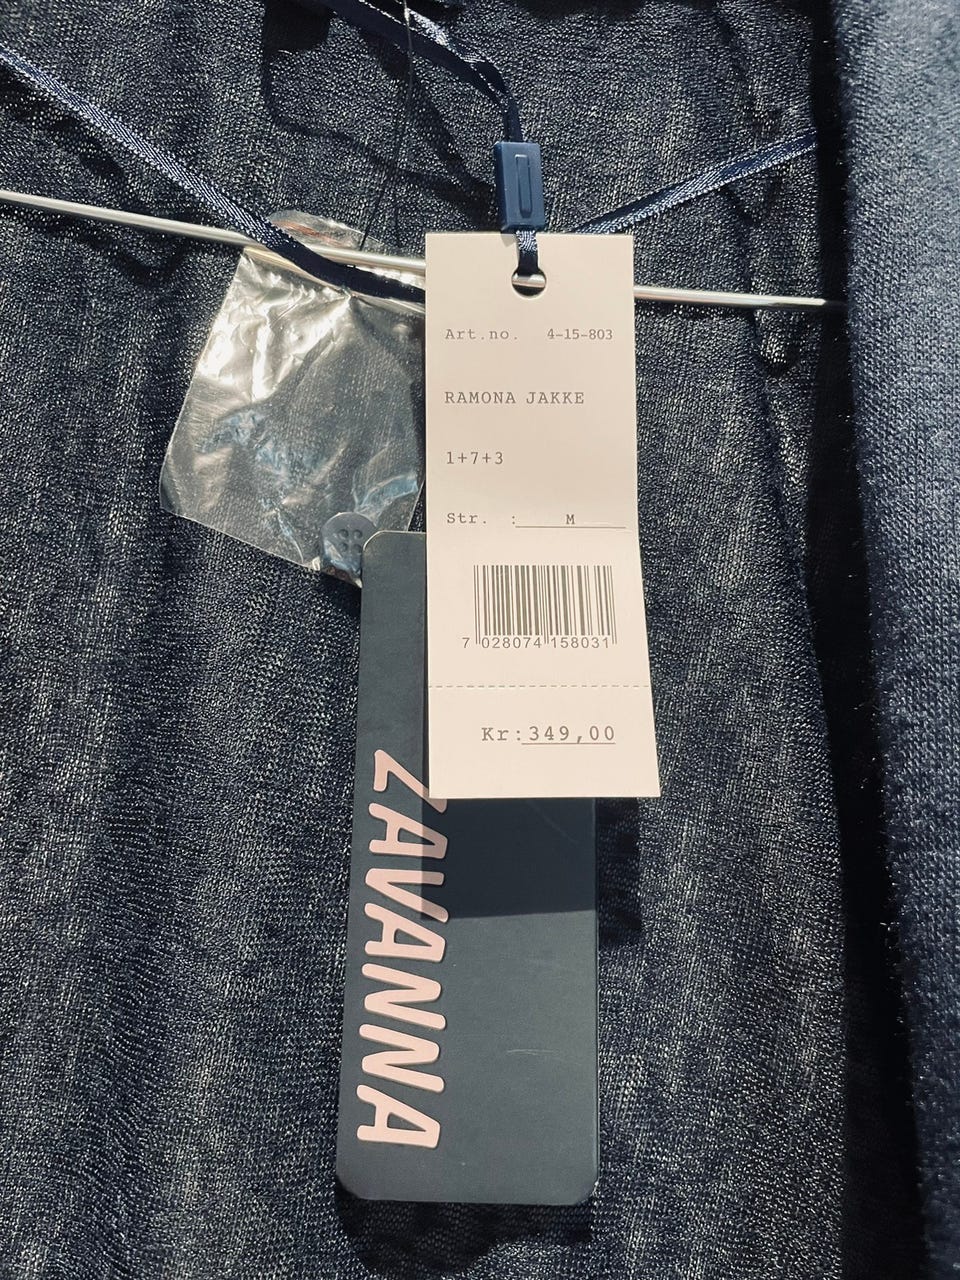 Art.no. 4-15-803
RAMONA JAKKE
1+7+3
Str. : M
7 028074 158031
Kr:349,00
ZAVANNA